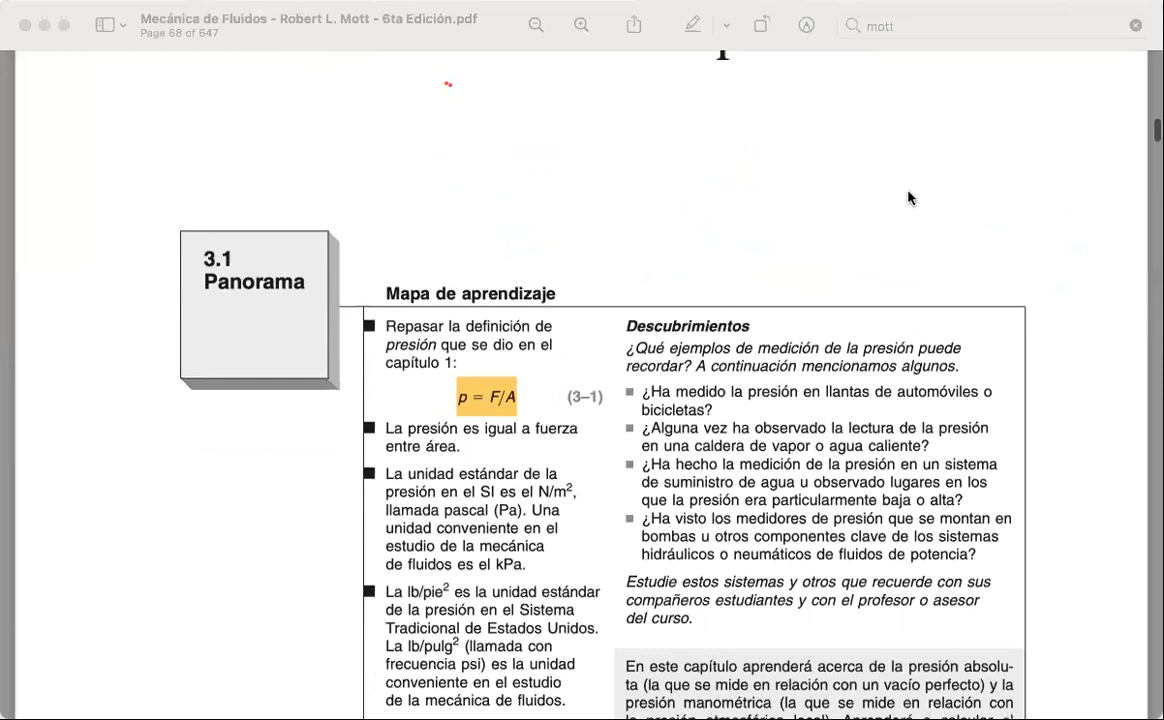 Mecánica de Fluidos - Robert L. Mott - 6ta Edición.pdf
Page 68 of 647
mott
3.1
Panorama
Mapa de aprendizaje
Repasar la definición de
presión que se dio en el
capítulo 1:
p = F/A (3–1)
La presión es igual a fuerza
entre área.
La unidad estándar de la
presión en el SI es el N/m², 
llamada pascal (Pa). Una
unidad conveniente en el
estudio de la mecánica
de fluidos es el kPa.
La lb/pie² es la unidad estándar
de la presión en el Sistema
Tradicional de Estados Unidos.
La lb/pulg² (llamada con
frecuencia psi) es la unidad
conveniente en el estudio
de la mecánica de fluidos.
Descubrimientos
¿Qué ejemplos de medición de la presión puede
recordar? A continuación mencionamos algunos.
¿Ha medido la presión en llantas de automóviles o
bicicletas?
¿Alguna vez ha observado la lectura de la presión
en una caldera de vapor o agua caliente?
¿Ha hecho la medición de la presión en un sistema
de suministro de agua u observado lugares en los
que la presión era particularmente baja o alta?
¿Ha visto los medidores de presión que se montan en
bombas u otros componentes clave de los sistemas
hidráulicos o neumáticos de fluidos de potencia?
Estudie estos sistemas y otros que recuerde con sus
compañeros estudiantes y con el profesor o asesor
del curso.
En este capítulo aprenderá acerca de la presión absolu-
ta (la que se mide en relación con un vacío perfecto) y la
presión manométrica (la que se mide en relación con